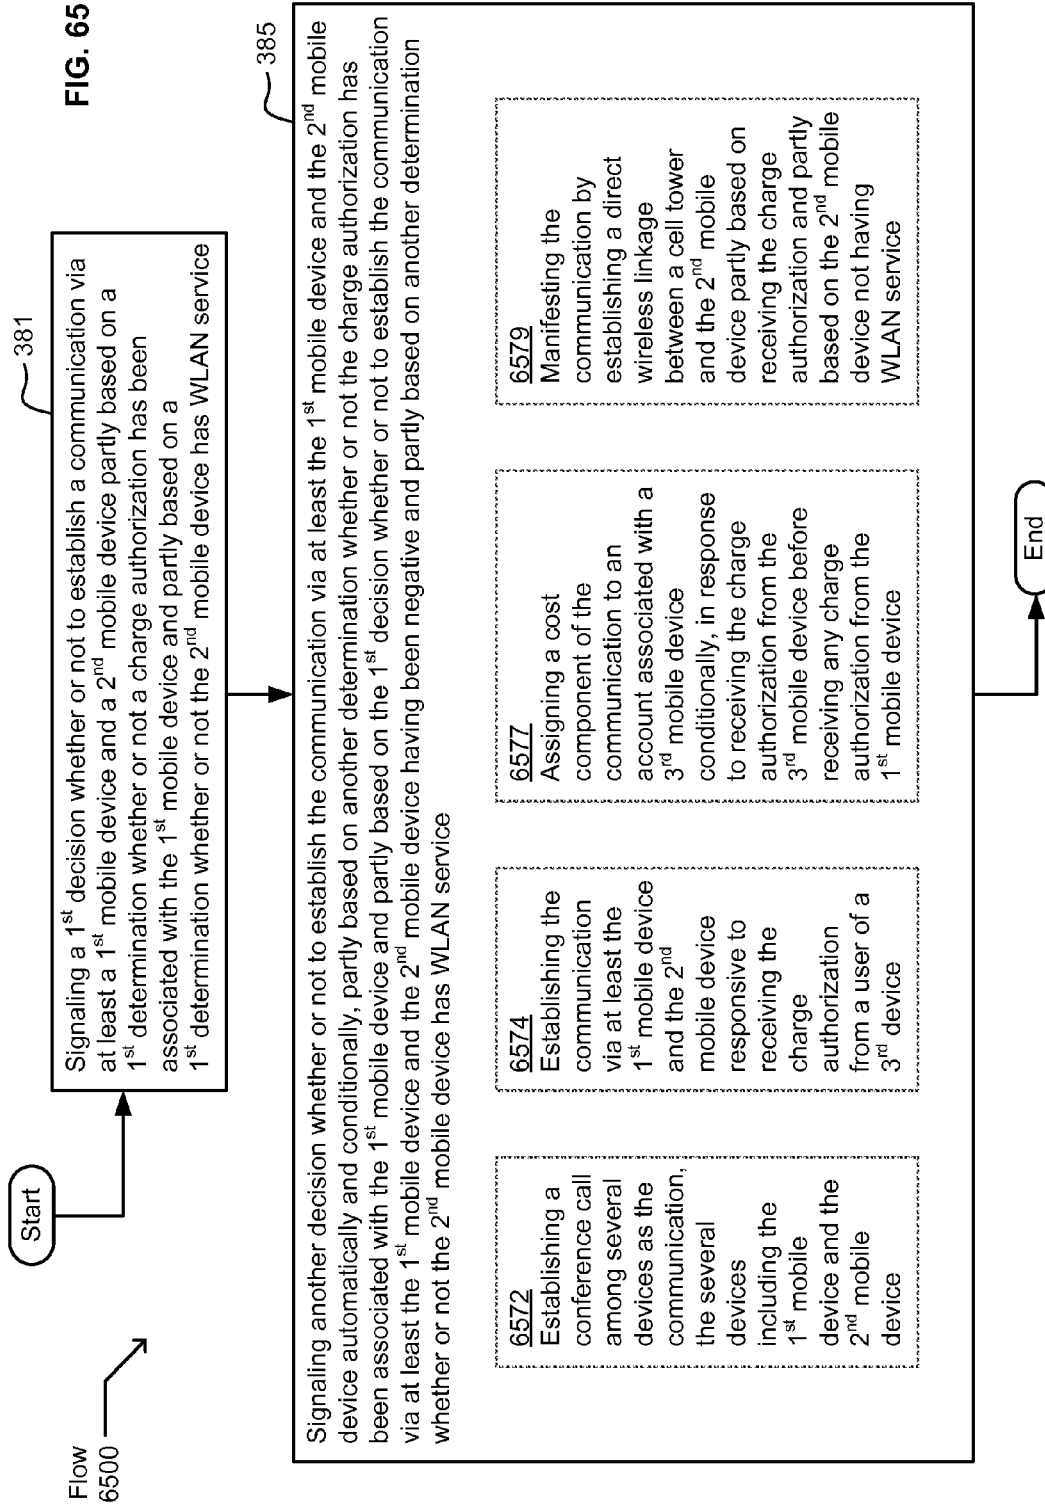 Flow
6500
Start
FIG. 65
381
Signaling a 1st decision whether or not to establish a communication via
at least a 1st mobile device and a 2nd mobile device partly based on a
1st determination whether or not a charge authorization has been
associated with the 1st mobile device and partly based on a
1st determination whether or not the 2nd mobile device has WLAN service
385
Signaling another decision whether or not to establish the communication via at least the 1st mobile device and the 2nd mobile
device automatically and conditionally, partly based on another determination whether or not the charge authorization has
been associated with the 1st mobile device and partly based on the 1st decision whether or not to establish the communication
via at least the 1st mobile device and the 2nd mobile device having been negative and partly based on another determination
whether or not the 2nd mobile device has WLAN service
6572
Establishing a
conference call
among several
devices as the
communication,
the several
devices
including the
1st mobile
device and the
2nd mobile
device
6574
Establishing the
communication
via at least the
1st mobile device
and the 2nd
mobile device
responsive to
receiving the
charge
authorization
from a user of a
3rd device
6577
Assigning a cost
component of the
communication to an
account associated with a
3rd mobile device
conditionally, in response
to receiving the charge
authorization from the
3rd mobile device before
receiving any charge
authorization from the
1st mobile device
6579
Manifesting the
communication by
establishing a direct
wireless linkage
between a cell tower
and the 2nd mobile
device partly based on
receiving the charge
authorization and partly
based on the 2nd mobile
device not having
WLAN service
End